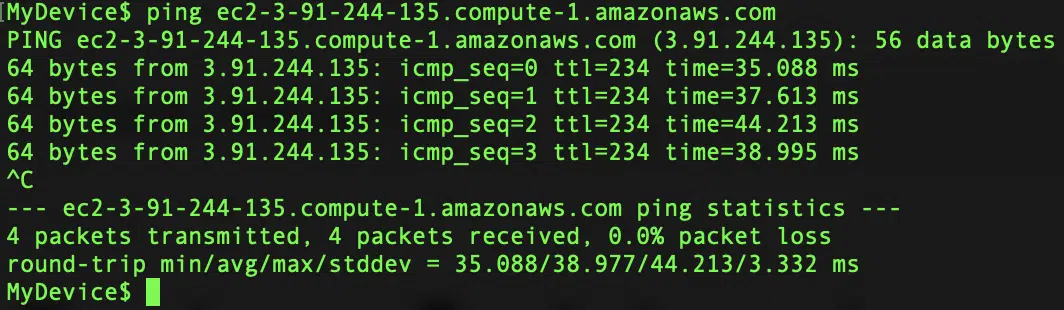 MyDevice$ ping ec2-3-91-244-135.compute-1.amazonaws.com
PING ec2-3-91-244-135.compute-1.amazonaws.com (3.91.244.135): 56 data bytes
64 bytes from 3.91.244.135: icmp_seq=0 ttl=234 time=35.088 ms
64 bytes from 3.91.244.135: icmp_seq=1 ttl=234 time=37.613 ms
64 bytes from 3.91.244.135: icmp_seq=2 ttl=234 time=44.213 ms
64 bytes from 3.91.244.135: icmp_seq=3 ttl=234 time=38.995 ms
^C
--- ec2-3-91-244-135.compute-1.amazonaws.com ping statistics ---
4 packets transmitted, 4 packets received, 0.0% packet loss
round-trip min/avg/max/stddev = 35.088/38.977/44.213/3.332 ms
MyDevice$